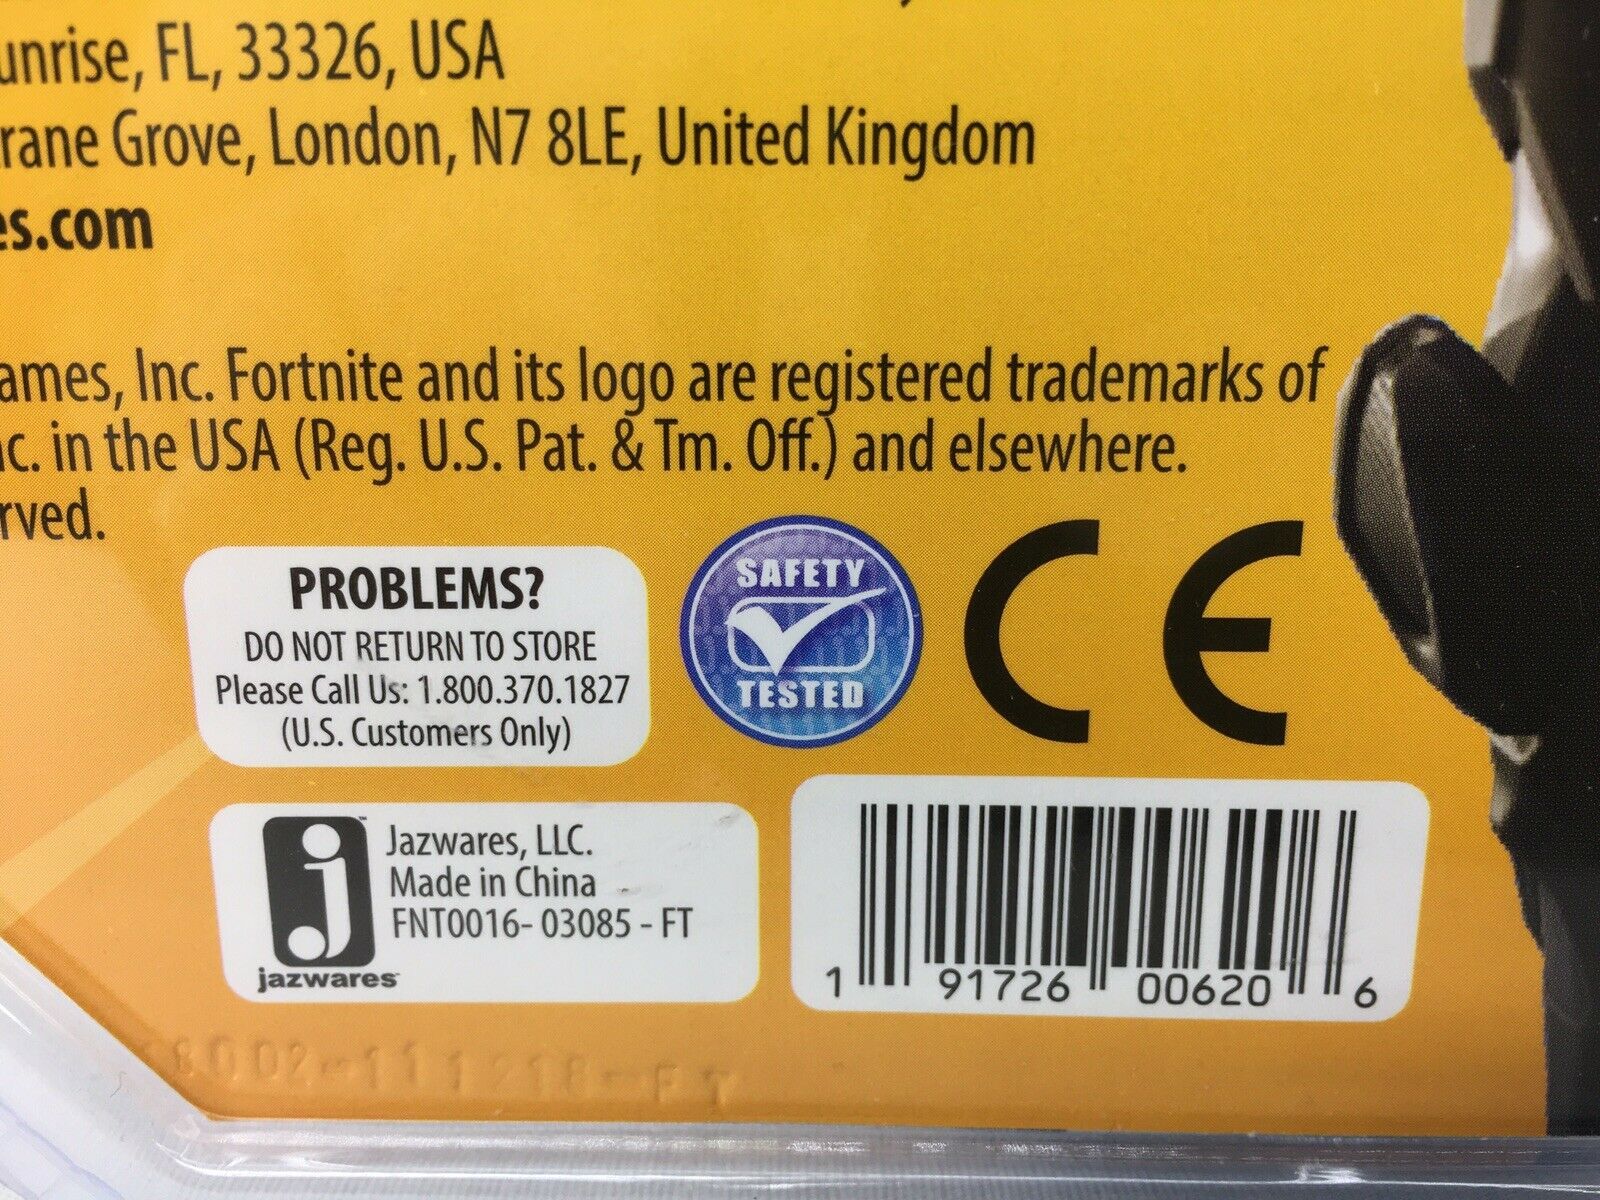 unrise, FL, 33326, USA
rane Grove, London, N7 8LE, United Kingdom
es.com
ames, Inc. Fortnite and its logo are registered trademarks of
nc. in the USA (Reg. U.S. Pat. & Tm. Off.) and elsewhere.
rved.
PROBLEMS?
DO NOT RETURN TO STORE
Please Call Us: 1.800.370.1827
(U.S. Customers Only)
SAFETY
TESTED
CE
Jazwares, LLC.
Made in China
FNT0016- 03085 - FT
j
jazwares
1 91726 00620 6